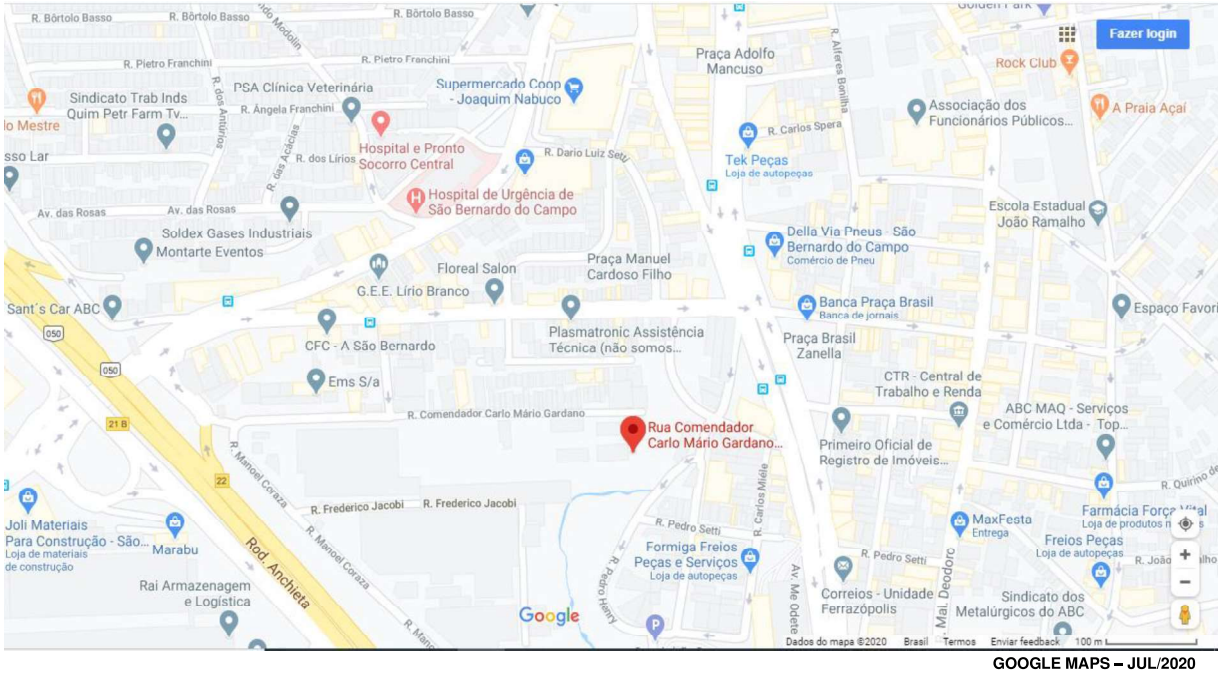 R. Bôrtolo Basso
R. Bôrtolo Basso
R. Bôrtolo Basso
Golden Park
Fazer login
R. Pietro Franchini
R. Pietro Franchini
Praça Adolfo
Mancuso
R. Alferes Bonilha
Rock Club
Sindicato Trab Inds
Quim Petr Farm Tv...
PSA Clínica Veterinária
Supermercado Coop
- Joaquim Nabuco
R. dos Antúrios
R. Ângela Franchini
Associação dos
Funcionários Públicos...
A Praia Açaí
lo Mestre
R. Carlos Spera
Hospital e Pronto
Socorro Central
sso Lar
R. das Acácias
R. dos Lírios
R. Dario Luiz Setti
Tek Peças
Loja de autopeças
Hospital de Urgência de
São Bernardo do Campo
Av. das Rosas
Av. das Rosas
Escola Estadual
João Ramalho
Soldex Gases Industriais
Montarte Eventos
Della Via Pneus - São
Bernardo do Campo
Comércio de Pneu
Floreal Salon
Praça Manuel
Cardoso Filho
G.E.E. Lírio Branco
Sant´s Car ABC
Banca Praça Brasil
Banca de jornais
Espaço Favori
050
CFC - A São Bernardo
Plasmatronic Assistência
Técnica (não somos...
Praça Brasil
Zanella
050
Ems S/a
CTR - Central de
Trabalho e Renda
R. Comendador Carlo Mário Gardano
ABC MAQ - Serviços
e Comércio Ltda - Top...
21 B
Rua Comendador
Carlo Mário Gardano...
Primeiro Oficial de
Registro de Imóveis...
R. Manoel Coraza
22
R. Carlos Miéle
R. Quirino de
R. Frederico Jacobi
R. Frederico Jacobi
Farmácia Força Vital
Joli Materiais
Para Construção - São...
Loja de materiais
de construção
Marabu
R. Manoel Coraza
R. Pedro Setti
MaxFesta
Entrega
Freios Peças
Loja de autopeças
Rod. Anchieta
Formiga Freios
Peças e Serviços
Loja de autopeças
R. Pedro Setti
R. Mal. Deodoro
Rai Armazenagem
e Logística
R. Pedro Henry
Av. Me Odete
Correios - Unidade
Ferrazópolis
Sindicato dos
Metalúrgicos do ABC
Google
Dados do mapa ©2020 Brasil Termos Enviar feedback 100 m
GOOGLE MAPS – JUL/2020